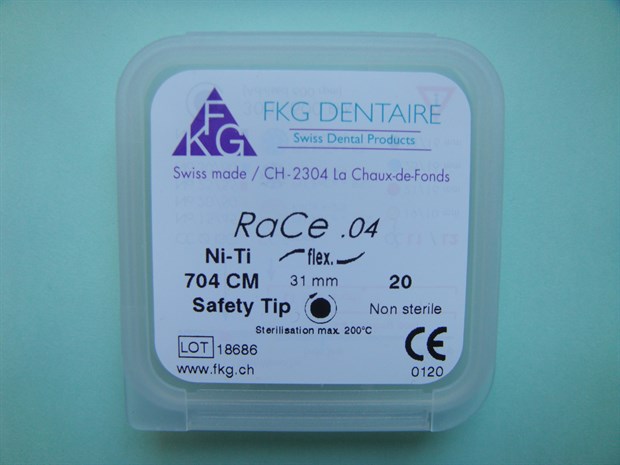 FKG
FKG DENTAIRE
Swiss Dental Products
Swiss made / CH-2304 La Chaux-de-Fonds
RaCe .04
Ni-Ti flex.
704 CM 31 mm 20
Safety Tip Non sterile
Sterilisation max. 200°C
LOT 18686 CE
www.fkg.ch 0120